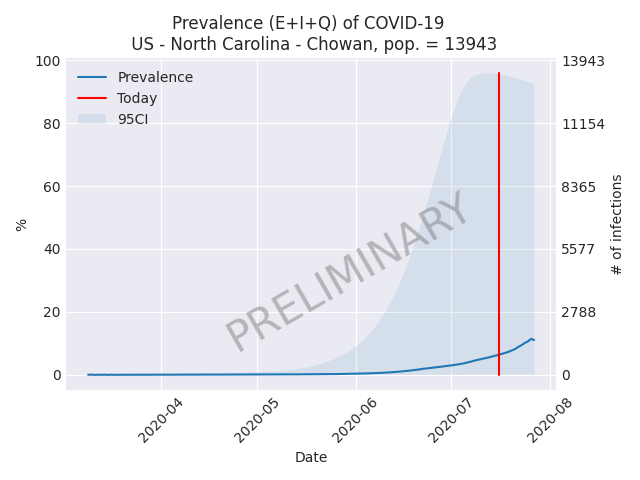 Prevalence (E+I+Q) of COVID-19
US - North Carolina - Chowan, pop. = 13943
Prevalence
Today
95CI
100
80
60
40
20
0
%
13943
11154
8365
5577
2788
0
# of infections
PRELIMINARY
2020-04
2020-05
2020-06
2020-07
2020-08
Date